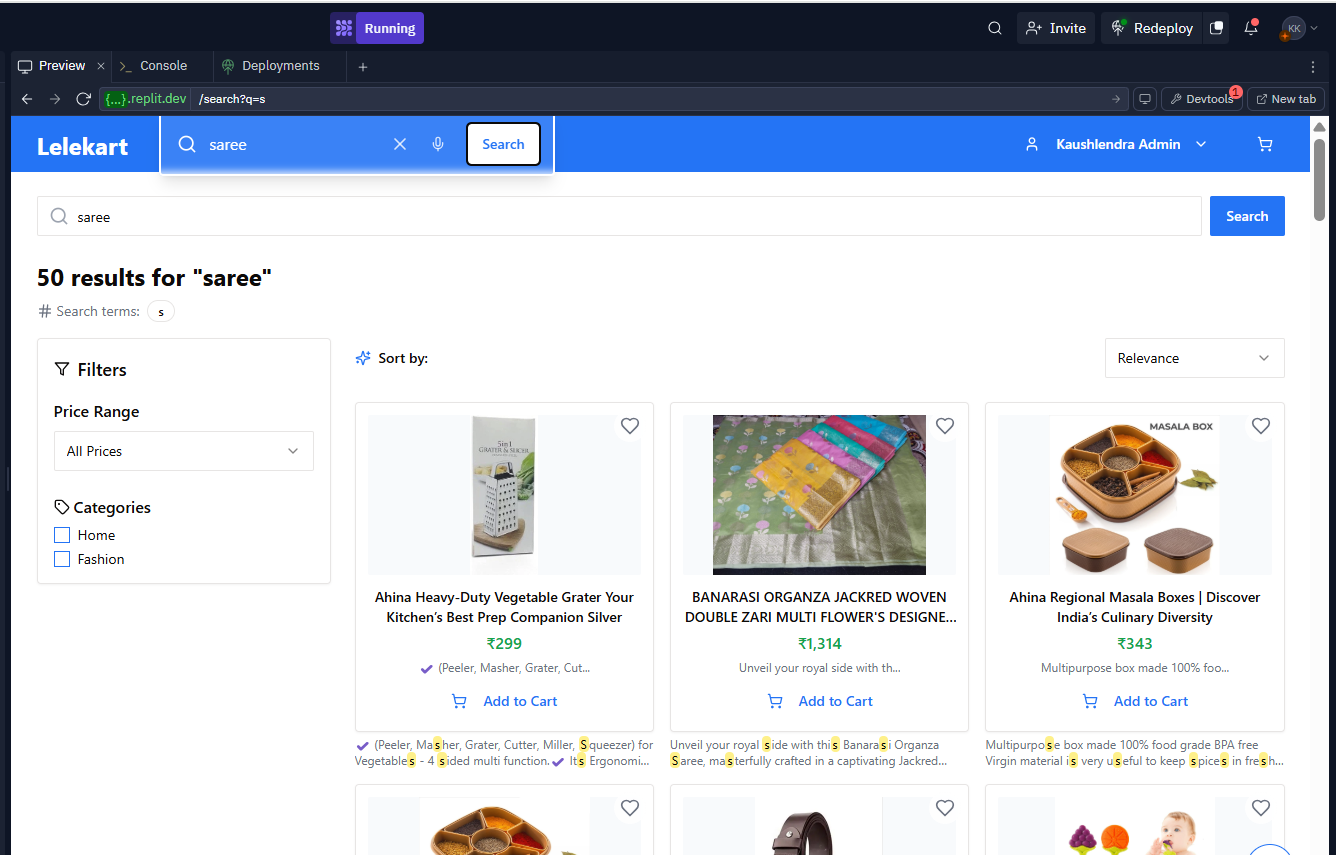 Running
Invite
Redeploy
KK
Preview
Console
Deployments
{...}.replit.dev /search?q=s
Devtools
1
New tab
Lelekart
saree
Search
Kaushlendra Admin
saree
Search
50 results for "saree"
Search terms: s
Filters
Price Range
All Prices
Categories
Home
Fashion
Sort by:
Relevance
5in1
GRATER & SLICER
Ahina Heavy-Duty Vegetable Grater Your
Kitchen’s Best Prep Companion Silver
₹299
✔ (Peeler, Masher, Grater, Cut...
Add to Cart
✔ (Peeler, Masher, Grater, Cutter, Miller, Squeezer) for
Vegetables - 4 sided multi function. ✔ Its Ergonomi...
BANARASI ORGANZA JACKRED WOVEN
DOUBLE ZARI MULTI FLOWER'S DESIGNE...
₹1,314
Unveil your royal side with th...
Add to Cart
Unveil your royal side with this Banarasi Organza
Saree, masterfully crafted in a captivating Jackred...
MASALA BOX
Ahina Regional Masala Boxes | Discover
India’s Culinary Diversity
₹343
Multipurpose box made 100% foo...
Add to Cart
Multipurpose box made 100% food grade BPA free
Virgin material is very useful to keep spices in fresh...